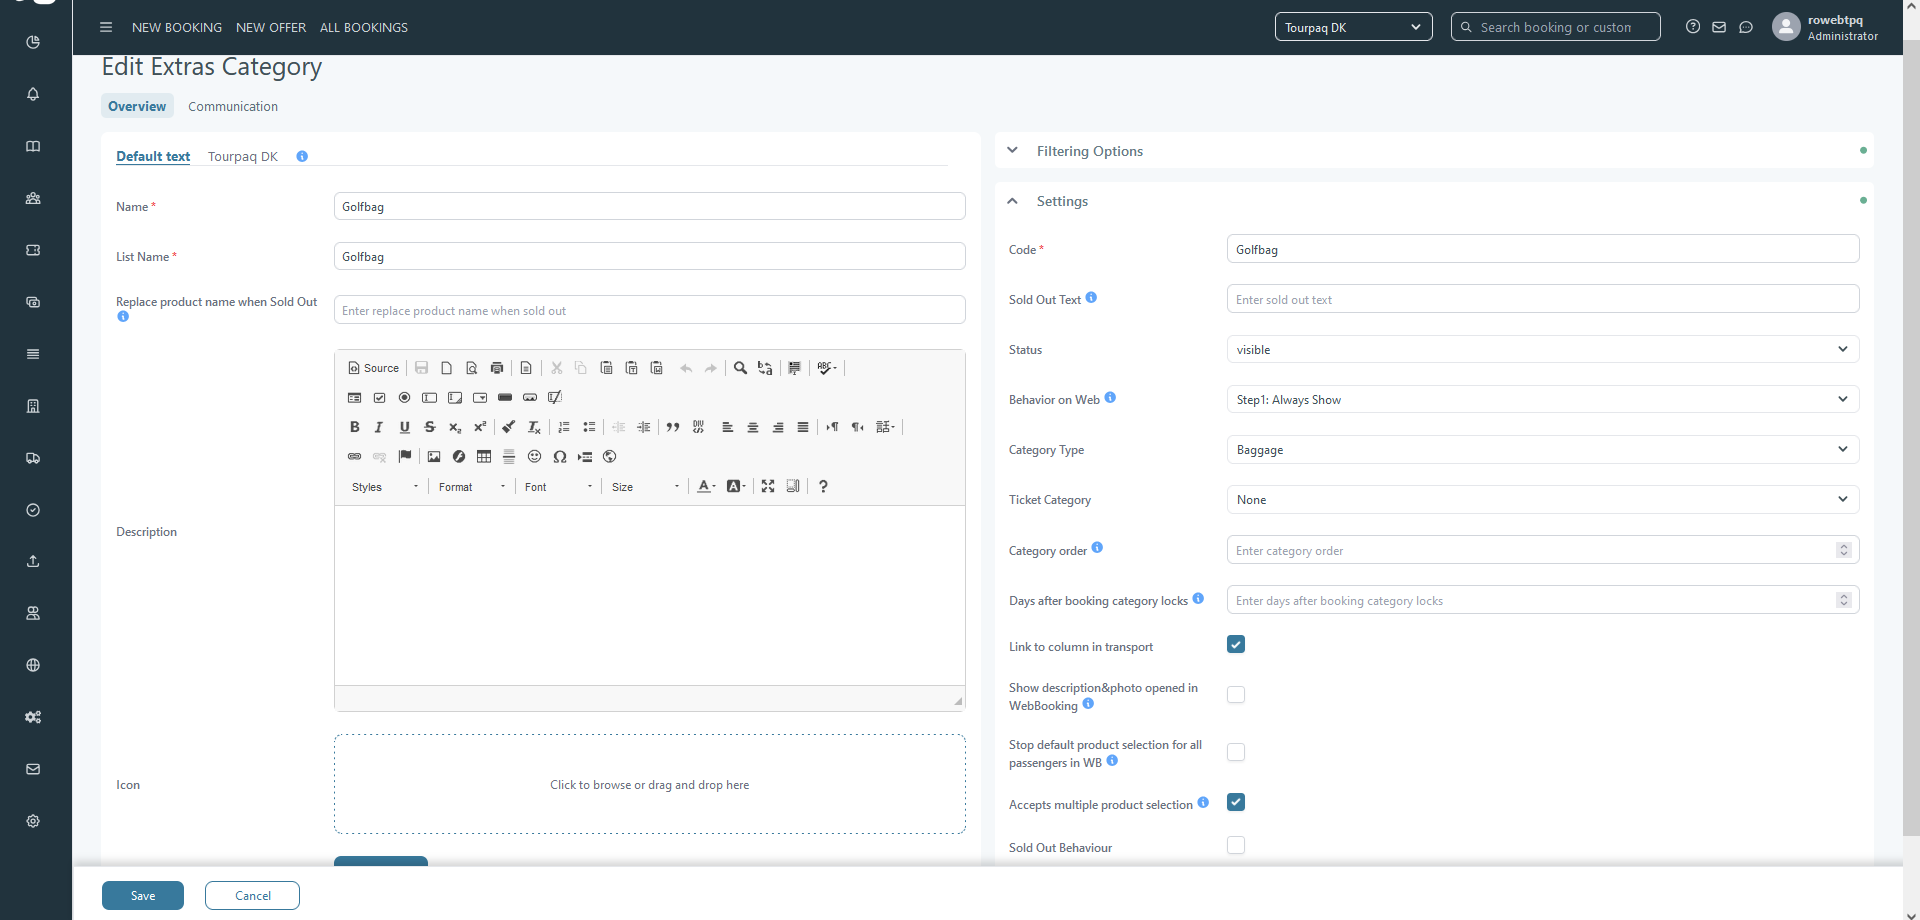 NEW BOOKING NEW OFFER ALL BOOKINGS
Tourpaq DK
Search booking or custom
rowebtpq
Administrator
Edit Extras Category
Overview Communication
Default text Tourpaq DK
Name *
Golfbag
List Name *
Golfbag
Replace product name when Sold Out
Enter replace product name when sold out
Source
Styles Format Font Size
Description
Icon
Click to browse or drag and drop here
Filtering Options
Settings
Code *
Golfbag
Sold Out Text
Enter sold out text
Status
visible
Behavior on Web
Step1: Always Show
Category Type
Baggage
Ticket Category
None
Category order
Enter category order
Days after booking category locks
Enter days after booking category locks
Link to column in transport
Show description&photo opened in
WebBooking
Stop default product selection for all
passengers in WB
Accepts multiple product selection
Sold Out Behaviour
Save Cancel